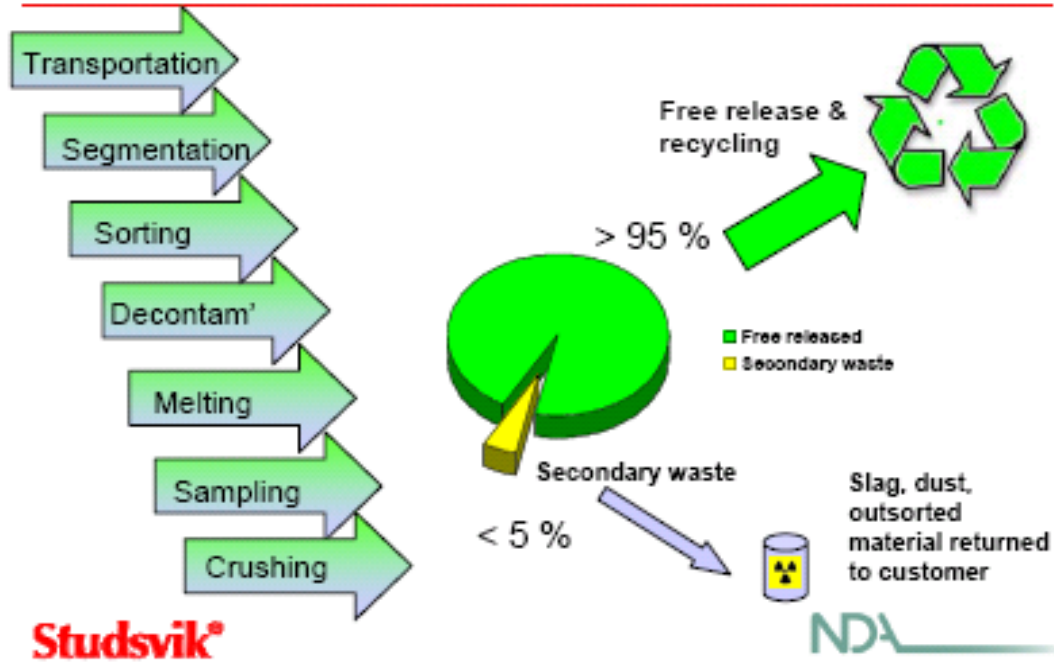 Transportation
Segmentation
Sorting
Decontam'
Melting
Sampling
Crushing
Free release &
recycling
> 95 %
Free released
Secondary waste
Secondary waste
< 5 %
Slag, dust,
outsorted
material returned
to customer
Studsvik®
NDA